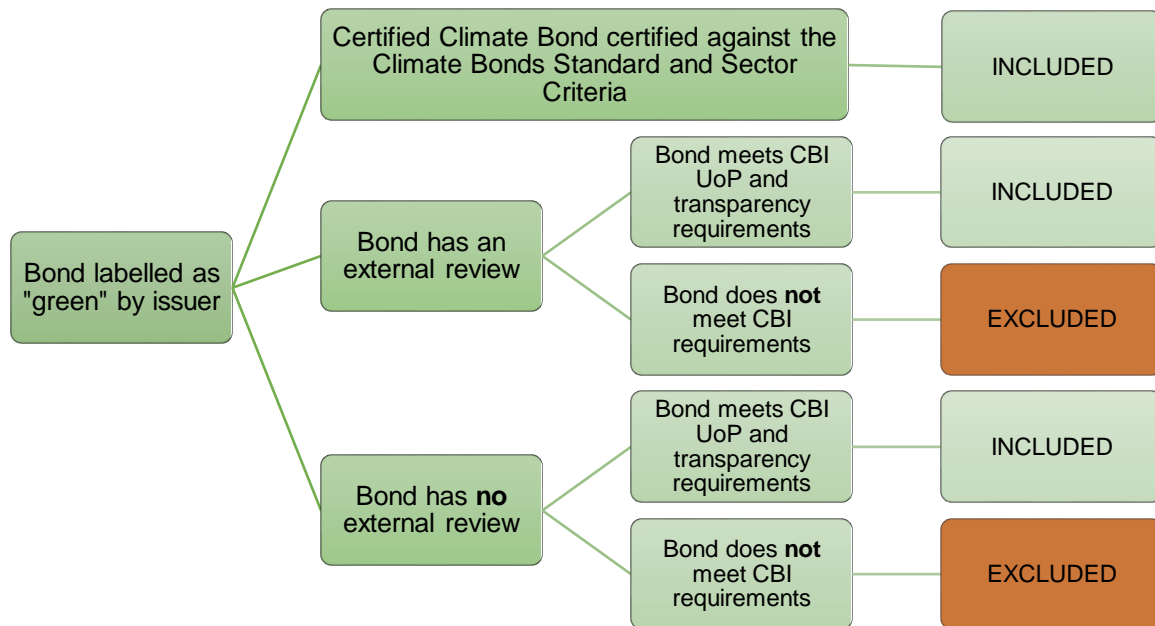 Certified Climate Bond certified against the
Climate Bonds Standard and Sector
Criteria
INCLUDED
Bond labelled as
"green" by issuer
Bond has an
external review
Bond meets CBI
UoP and
transparency
requirements
INCLUDED
Bond does not
meet CBI
requirements
EXCLUDED
Bond has no
external review
Bond meets CBI
UoP and
transparency
requirements
INCLUDED
Bond does not
meet CBI
requirements
EXCLUDED